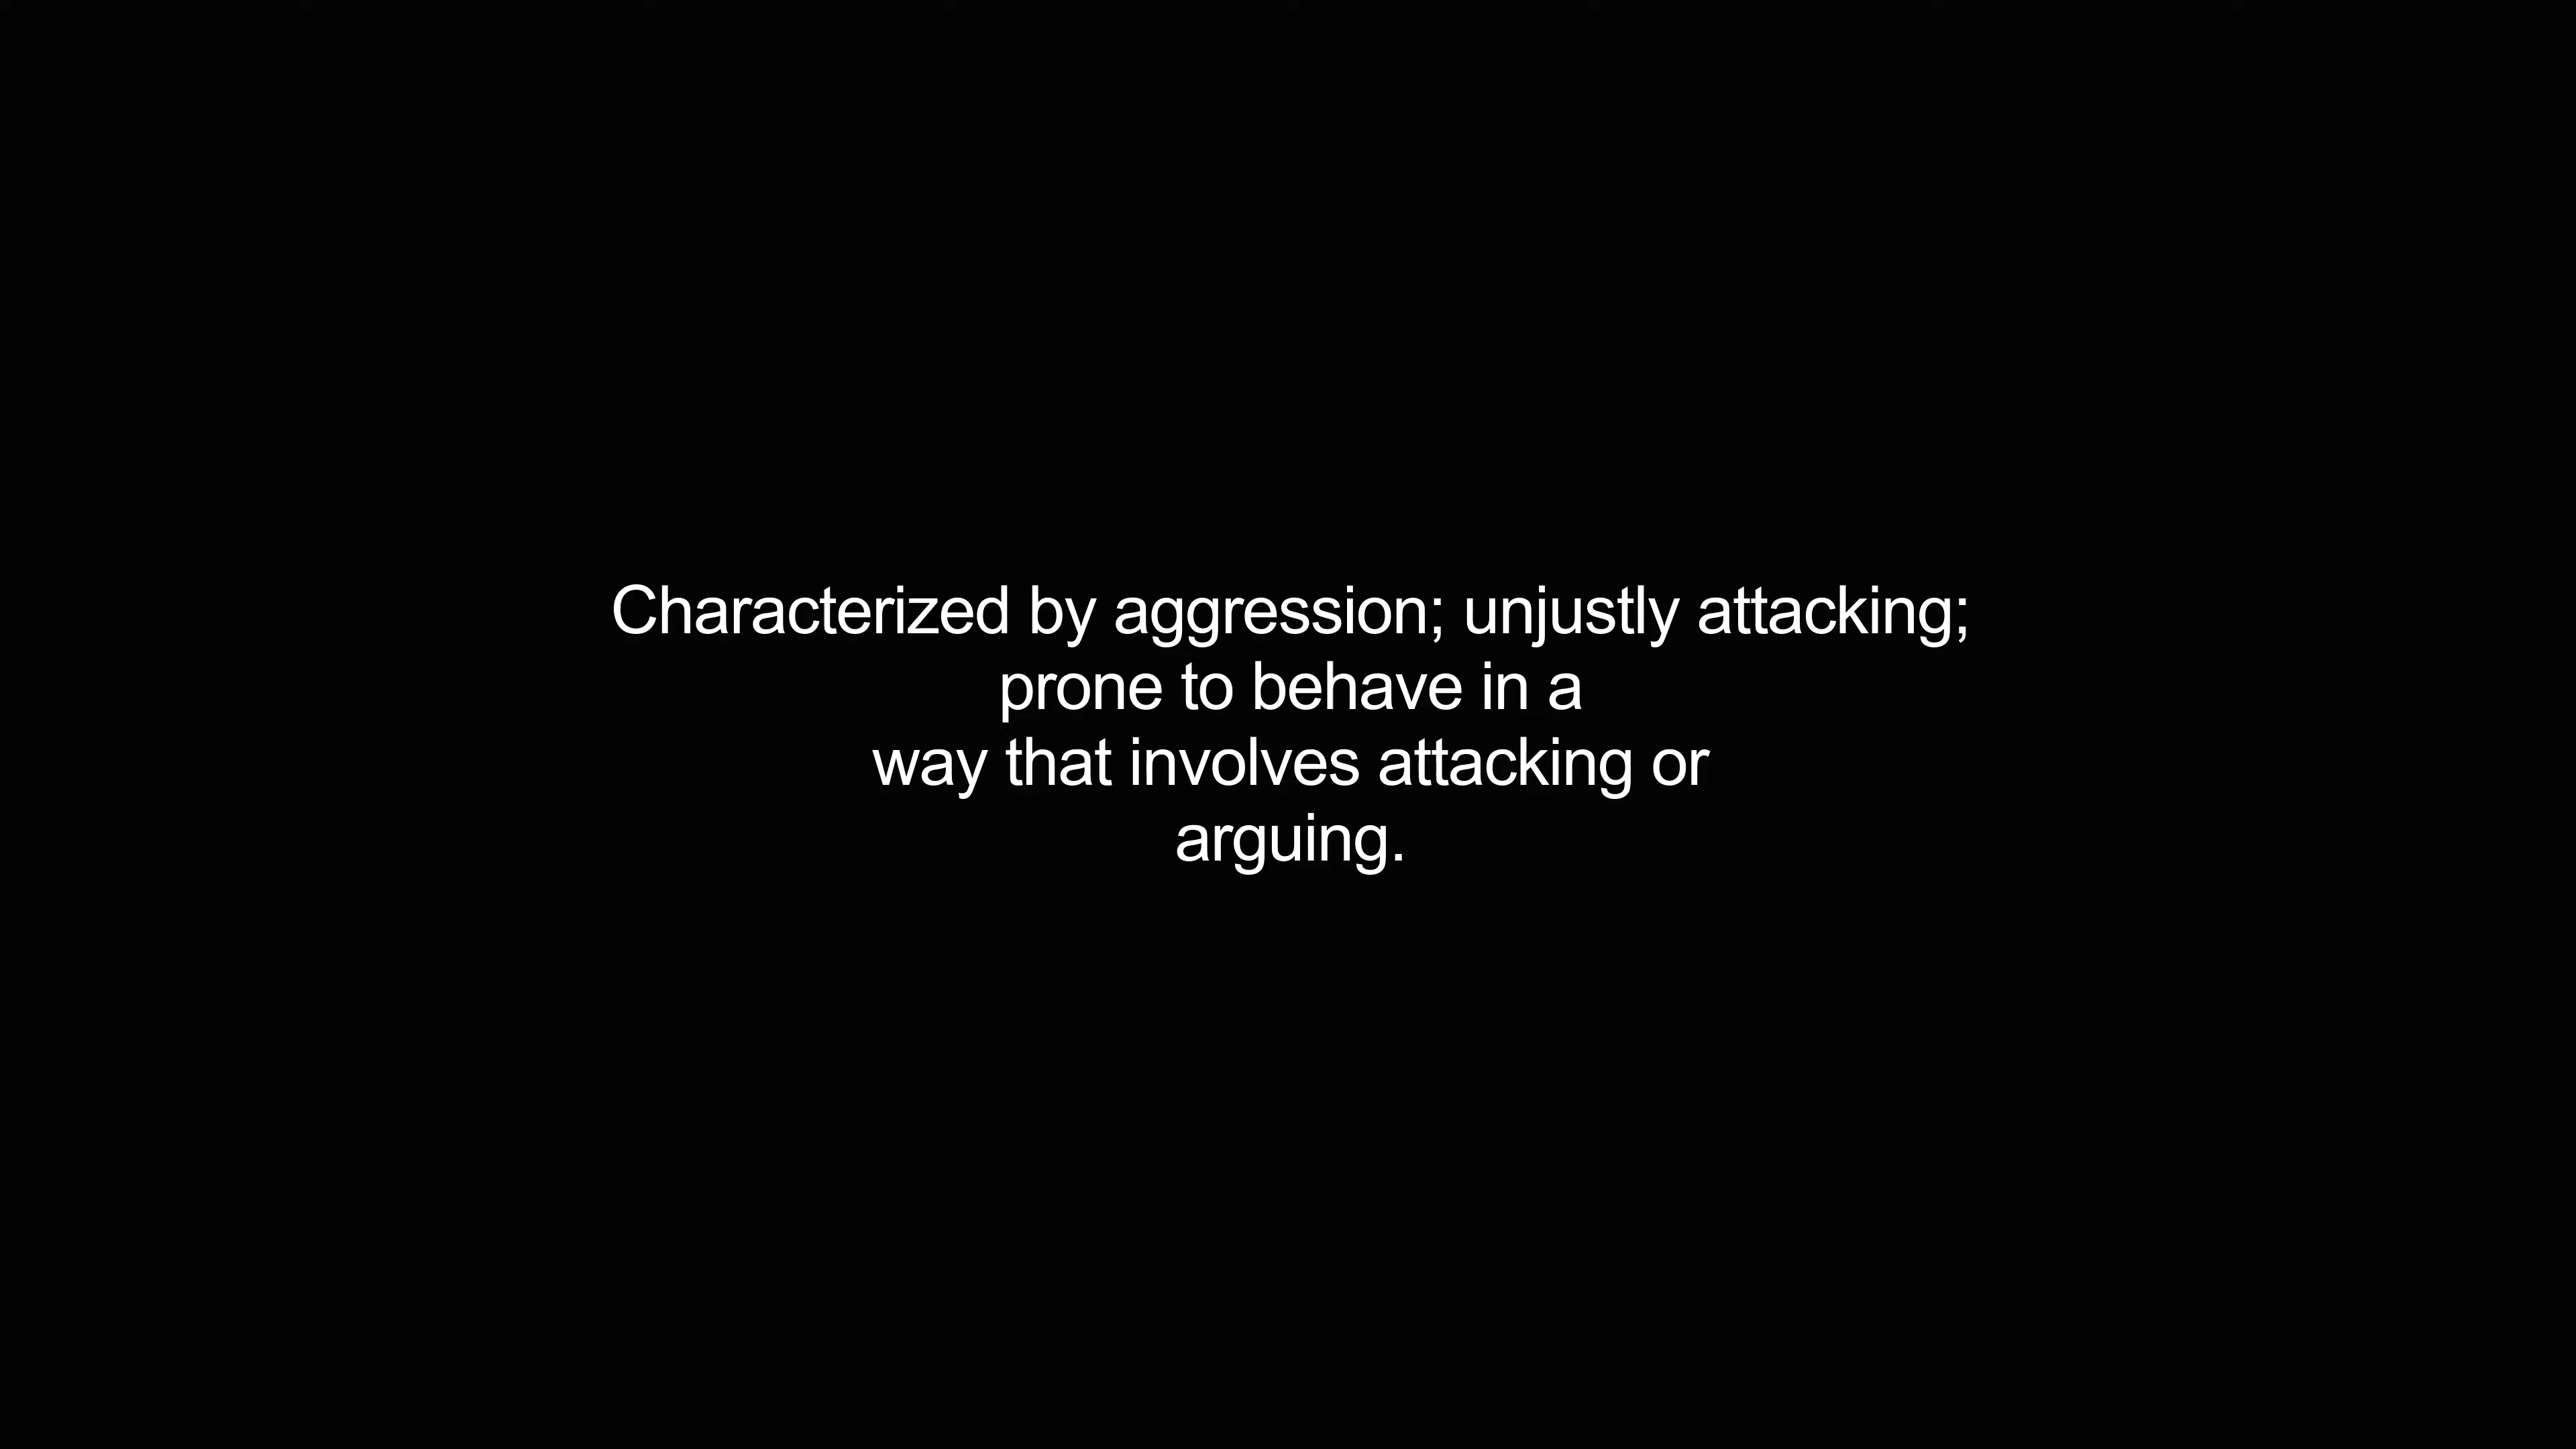 Characterized by aggression; unjustly attacking;
prone to behave in a
way that involves attacking or
arguing.